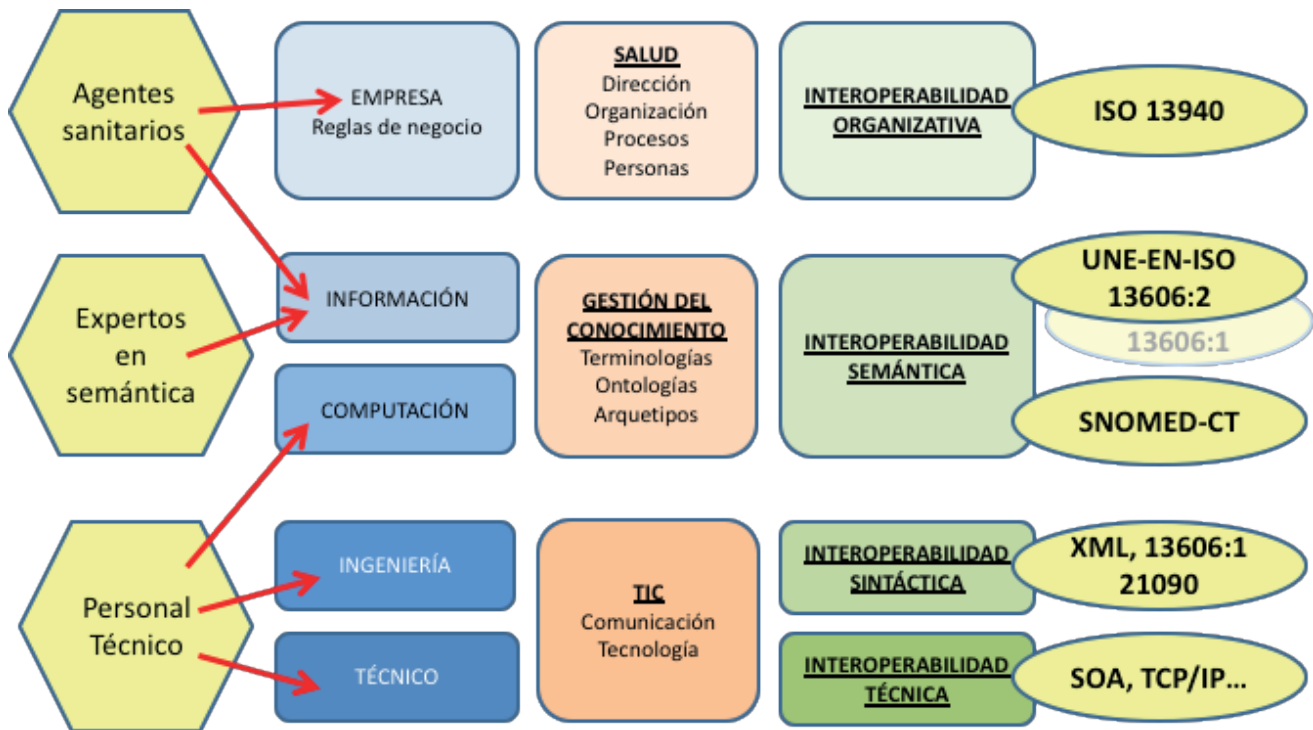 Agentes
sanitarios
EMPRESA
Reglas de negocio
SALUD
Dirección
Organización
Procesos
Personas
INTEROPERABILIDAD
ORGANIZATIVA
ISO 13940
Expertos
en
semántica
INFORMACIÓN
COMPUTACIÓN
GESTIÓN DEL
CONOCIMIENTO
Terminologías
Ontologías
Arquetipos
INTEROPERABILIDAD
SEMÁNTICA
UNE-EN-ISO
13606:2
13606:1
SNOMED-CT
Personal
Técnico
INGENIERÍA
TÉCNICO
TIC
Comunicación
Tecnología
INTEROPERABILIDAD
SINTÁCTICA
XML, 13606:1
21090
INTEROPERABILIDAD
TÉCNICA
SOA, TCP/IP...